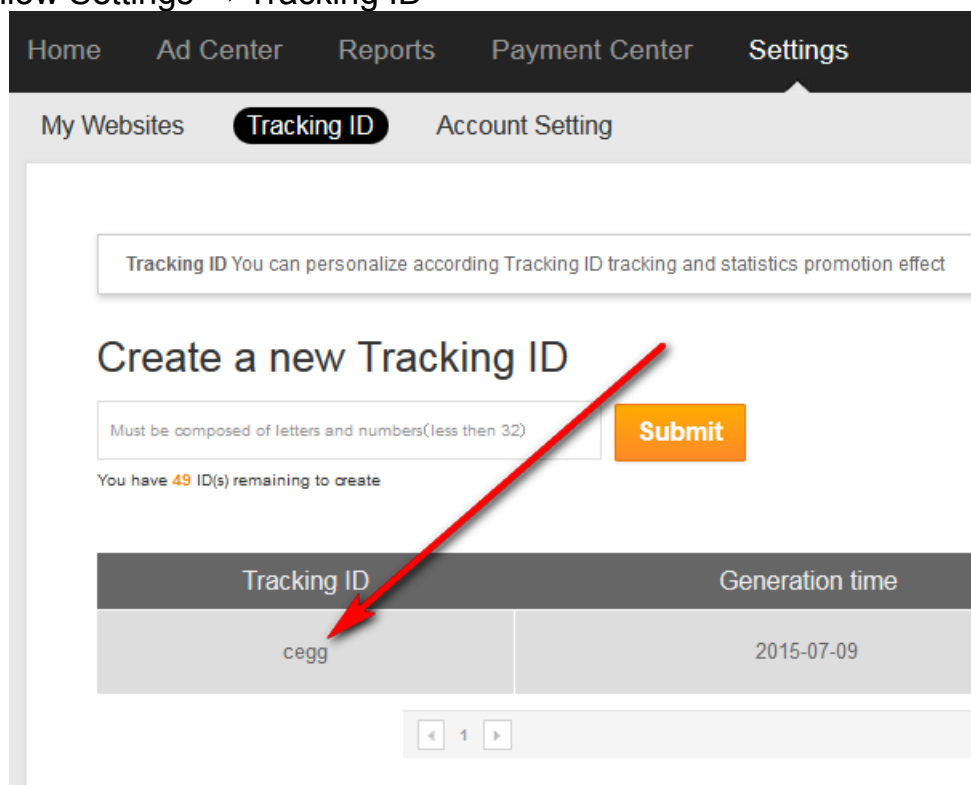 Settings → Tracking ID
Home Ad Center Reports Payment Center Settings
My Websites Tracking ID Account Setting
Tracking ID You can personalize according Tracking ID tracking and statistics promotion effect
Create a new Tracking ID
Must be composed of letters and numbers(less then 32) Submit
You have 49 ID(s) remaining to create
Tracking ID Generation time
cegg 2015-07-09
1